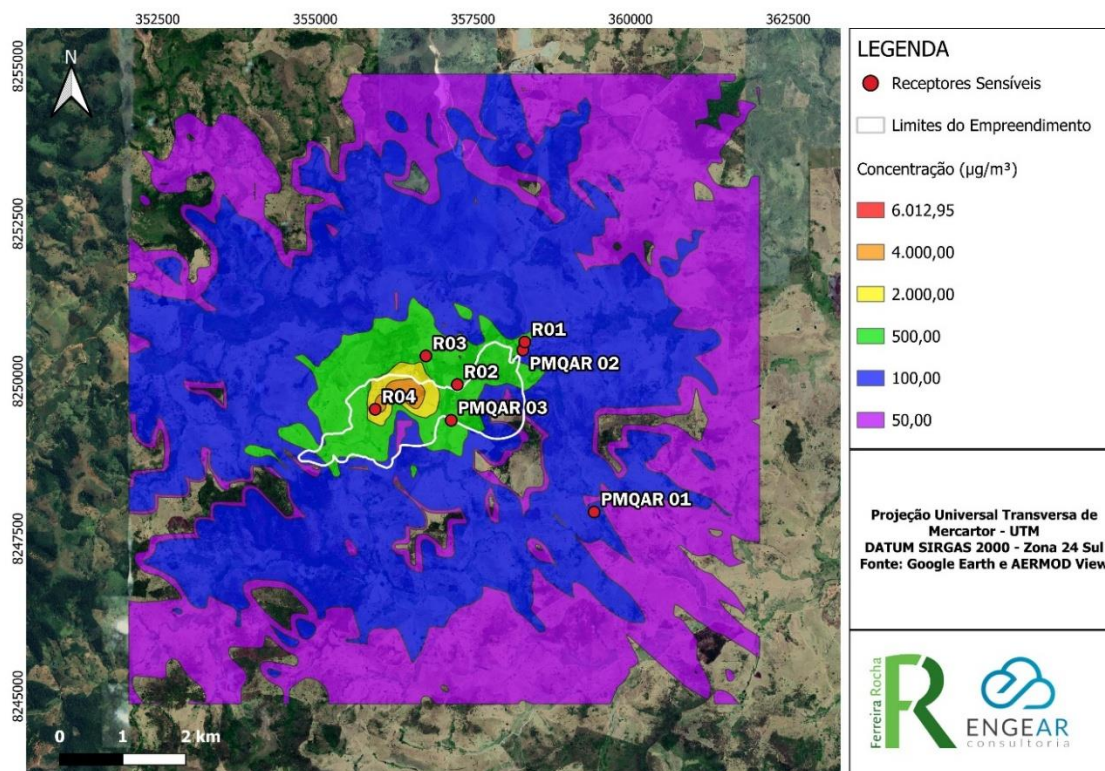 352500
355000
357500
360000
362500
8255000
8252500
8250000
8247500
8245000
N
R01
R03
PMQAR 02
R02
R04
PMQAR 03
PMQAR 01
0 1 2 km
LEGENDA
Receptores Sensíveis
Limites do Empreendimento
Concentração (µg/m³)
6.012,95
4.000,00
2.000,00
500,00
100,00
50,00
Projeção Universal Transversa de
Mercartor - UTM
DATUM SIRGAS 2000 - Zona 24 Sul
Fonte: Google Earth e AERMOD View
Ferreira Rocha
FR
ENGEAR
consultoria